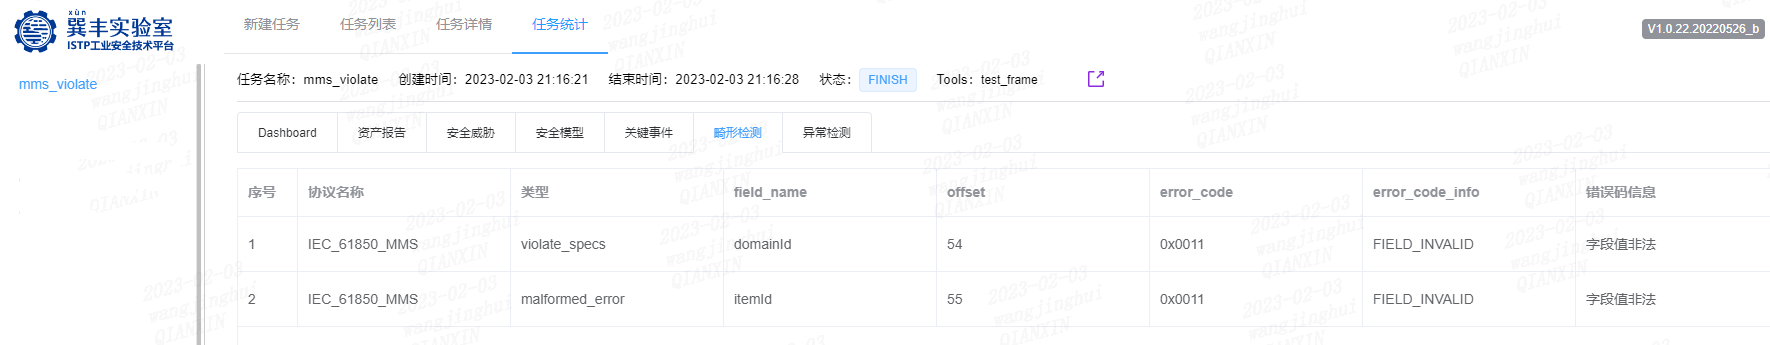 xùn
巽丰实验室
ISTP工业安全技术平台
新建任务 任务列表 任务详情 任务统计
V1.0.22.20220526_b
mms_violate
任务名称：mms_violate 创建时间：2023-02-03 21:16:21 结束时间：2023-02-03 21:16:28 状态： FINISH Tools：test_frame
Dashboard 资产报告 安全威胁 安全模型 关键事件 畸形检测 异常检测
序号 协议名称 类型 field_name offset error_code error_code_info 错误码信息
1 IEC_61850_MMS violate_specs domainId 54 0x0011 FIELD_INVALID 字段值非法
2 IEC_61850_MMS malformed_error itemId 55 0x0011 FIELD_INVALID 字段值非法
2023-02-03
wangjinghui
QIANXIN